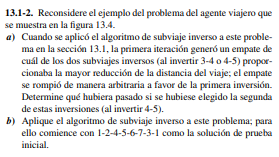 13.1-2. Reconsidere el ejemplo del problema del agente viajero que
se muestra en la figura 13.4.
a) Cuando se aplicó el algoritmo de subviaje inverso a este proble-
ma en la sección 13.1, la primera iteración generó un empate de
cuál de los dos subviajes inversos (al invertir 3-4 o 4-5) propor-
cionaba la mayor reducción de la distancia del viaje; el empate
se rompió de manera arbitraria a favor de la primera inversión.
Determine qué hubiera pasado si se hubiese elegido la segunda
de estas inversiones (al invertir 4-5).
b) Aplique el algoritmo de subviaje inverso a este problema; para
ello comience con 1-2-4-5-6-7-3-1 como la solución de prueba
inicial.